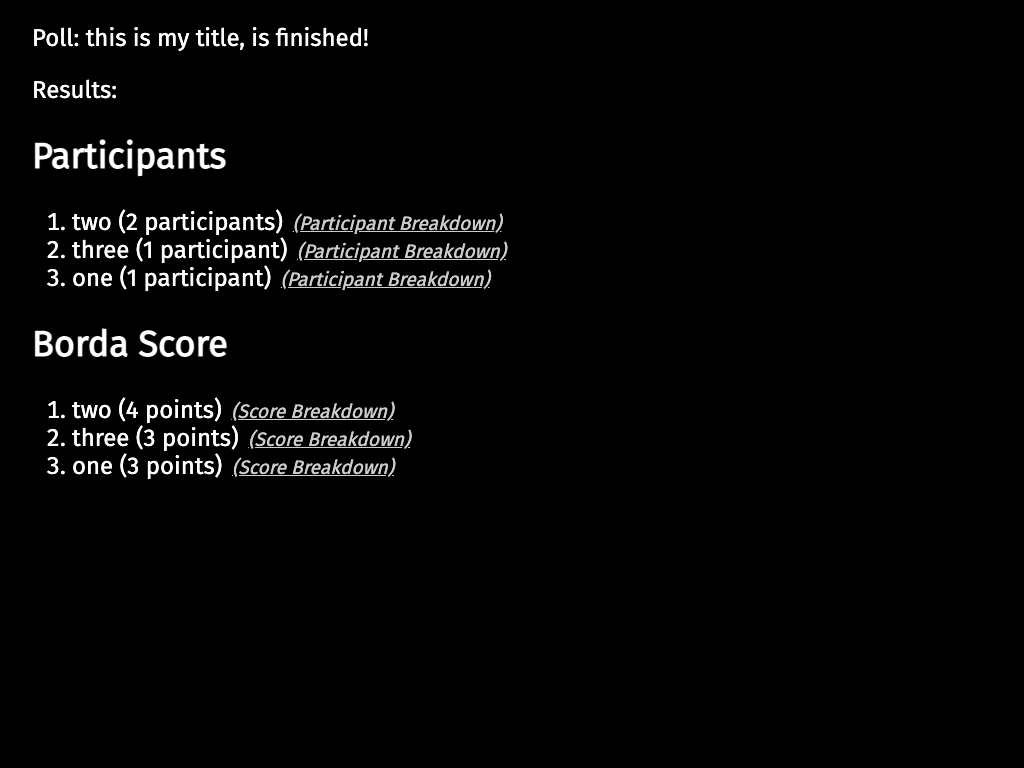 Poll: this is my title, is finished!
Results:
Participants
1. two (2 participants) (Participant Breakdown)
2. three (1 participant) (Participant Breakdown)
3. one (1 participant) (Participant Breakdown)
Borda Score
1. two (4 points) (Score Breakdown)
2. three (3 points) (Score Breakdown)
3. one (3 points) (Score Breakdown)